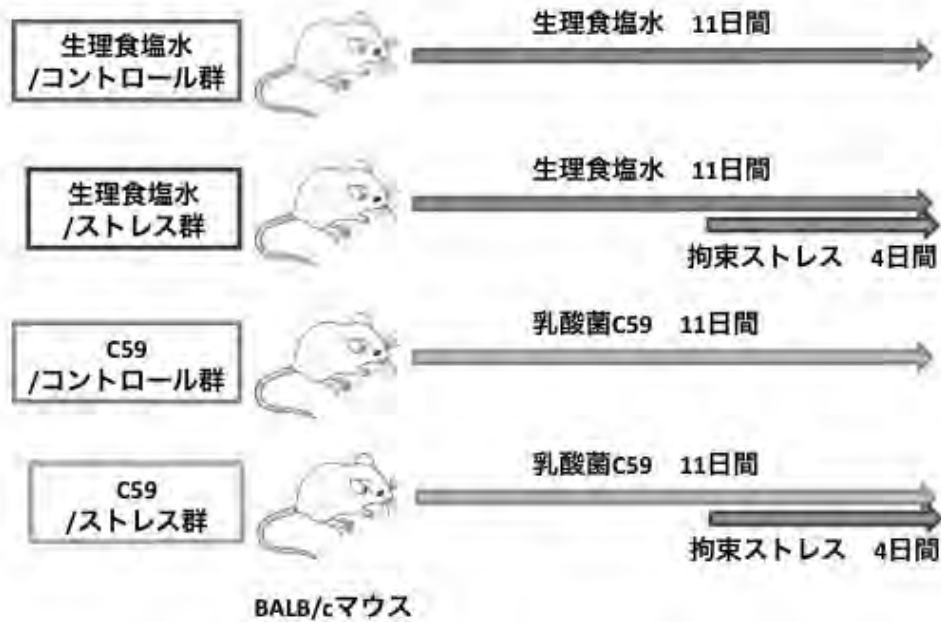 生理食塩水
/コントロール群
生理食塩水 11日間
生理食塩水
/ストレス群
生理食塩水 11日間
拘束ストレス 4日間
C59
/コントロール群
乳酸菌C59 11日間
C59
/ストレス群
乳酸菌C59 11日間
拘束ストレス 4日間
BALB/cマウス